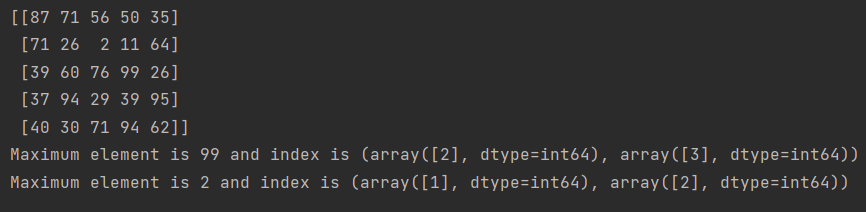 [[87 71 56 50 35]
 [71 26  2 11 64]
 [39 60 76 99 26]
 [37 94 29 39 95]
 [40 30 71 94 62]]
Maximum element is 99 and index is (array([2], dtype=int64), array([3], dtype=int64))
Maximum element is 2 and index is (array([1], dtype=int64), array([2], dtype=int64))